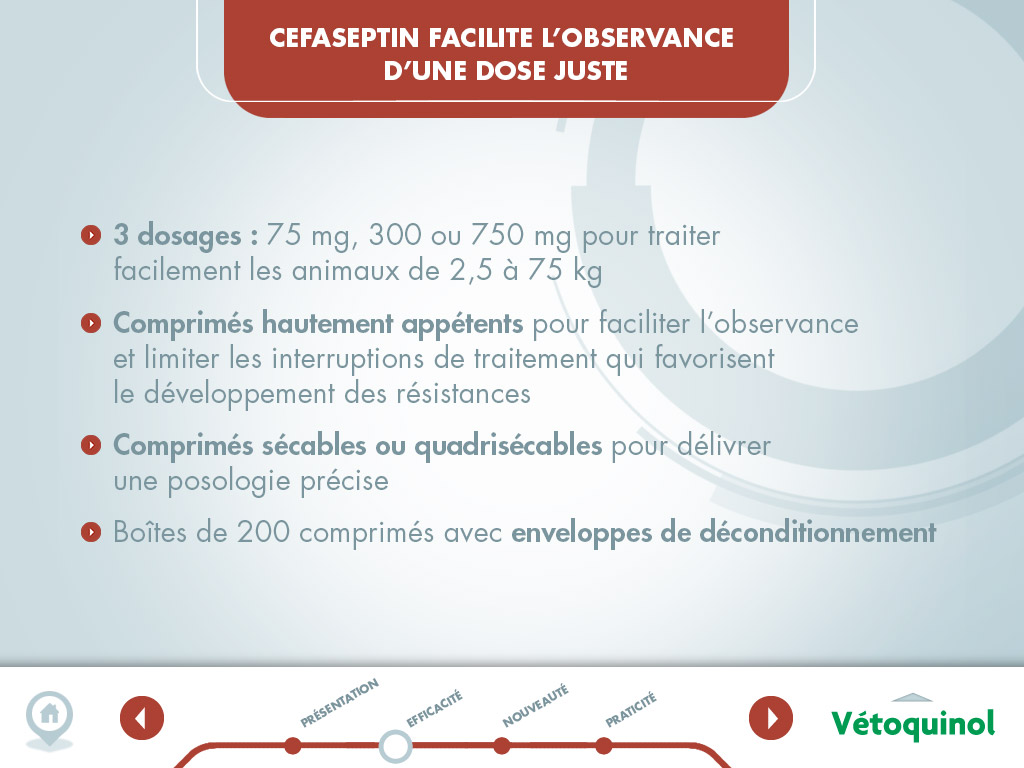 CEFASEPTIN FACILITE L’OBSERVANCE
D’UNE DOSE JUSTE
3 dosages : 75 mg, 300 ou 750 mg pour traiter
facilement les animaux de 2,5 à 75 kg
Comprimés hautement appétents pour faciliter l’observance
et limiter les interruptions de traitement qui favorisent
le développement des résistances
Comprimés sécables ou quadrisécables pour délivrer
une posologie précise
Boîtes de 200 comprimés avec enveloppes de déconditionnement
PRÉSENTATION
EFFICACITÉ
NOUVEAUTÉ
PRATICITÉ
Vétoquinol